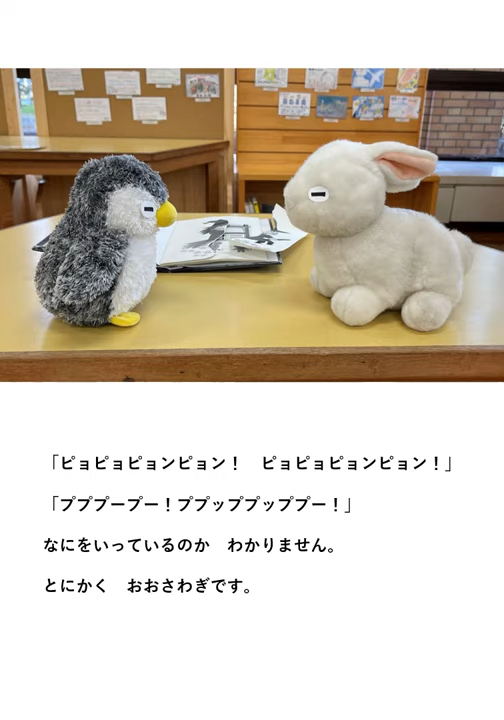 「ピョピョピョンピョン！　ピョピョピョンピョン！」
「プププープー！ププップププップー！」
なにをいっているのか　わかりません。
とにかく　おおさわぎです。